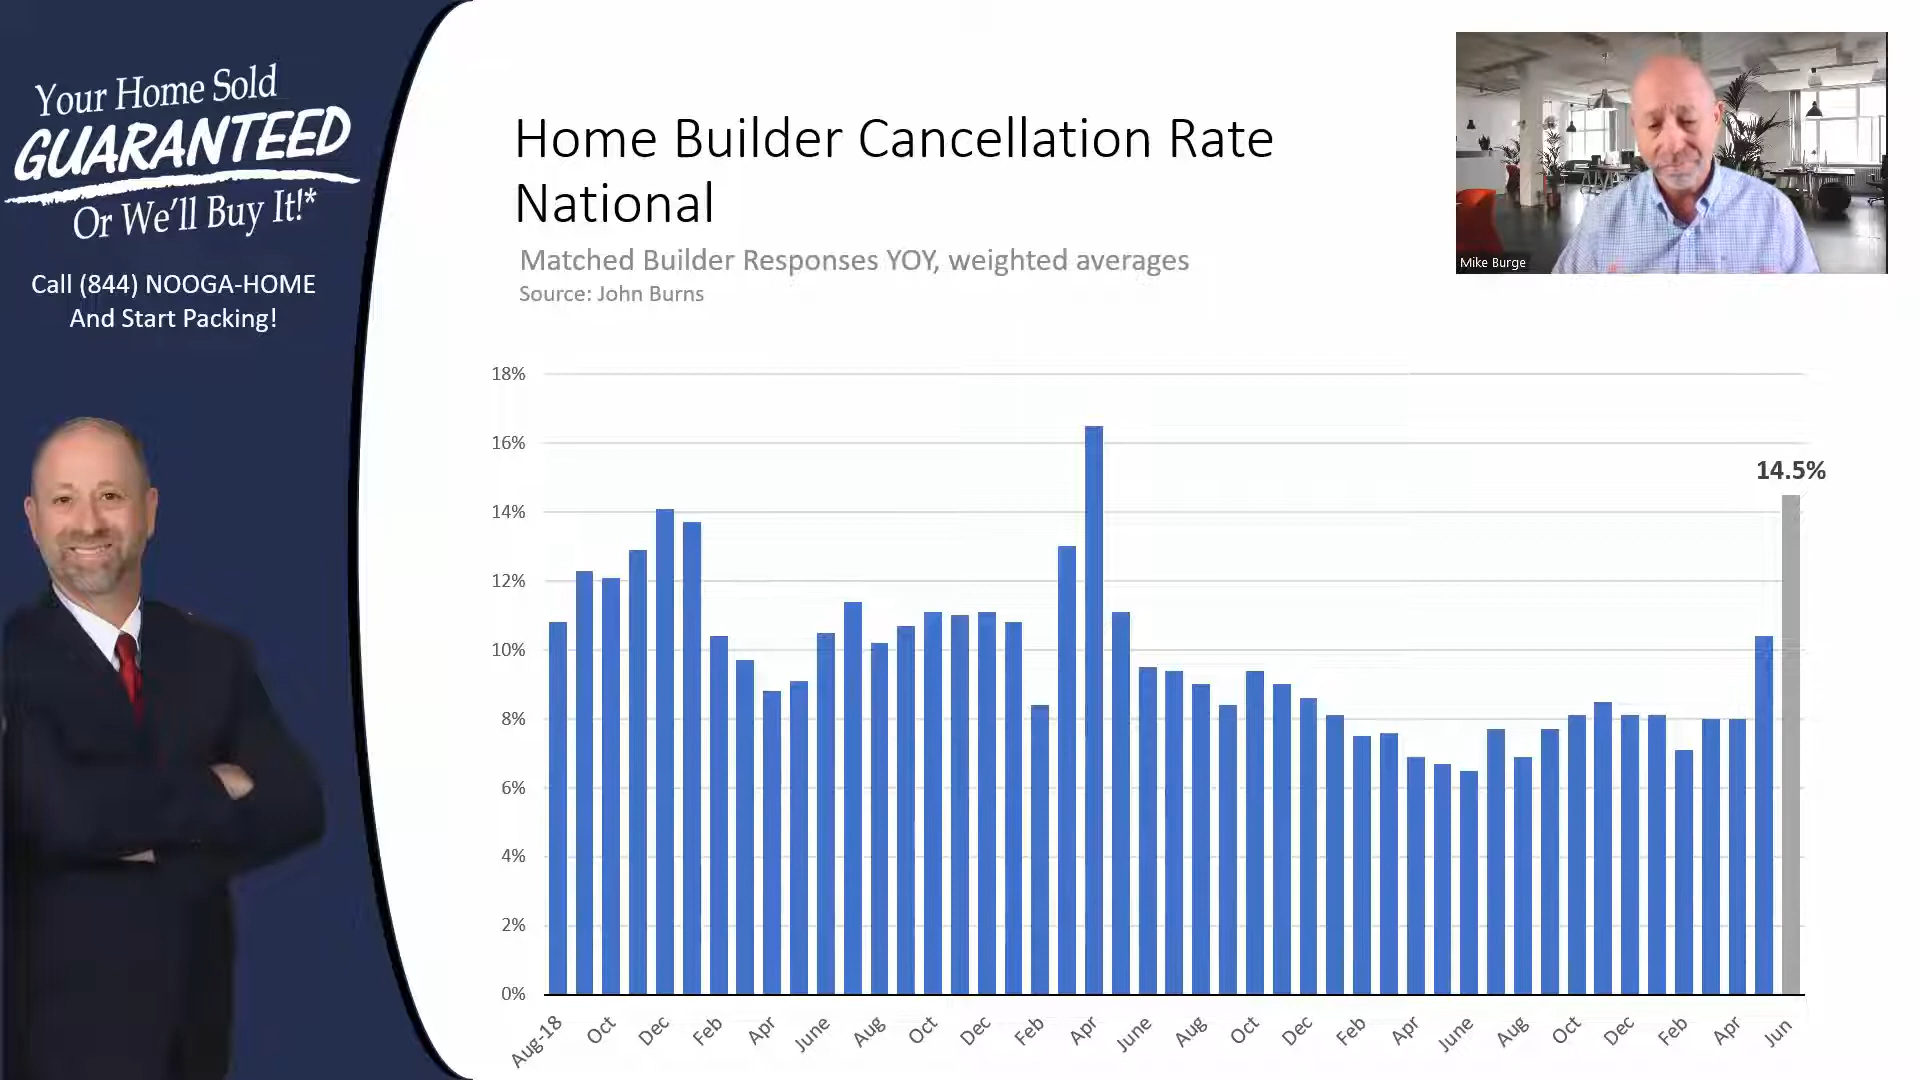 Your Home Sold
GUARANTEED
Or We'll Buy It!*
Call (844) NOOGA-HOME
And Start Packing!
Home Builder Cancellation Rate
National
Matched Builder Responses YOY, weighted averages
Source: John Burns
Mike Burge
18%
16%
14%
12%
10%
8%
6%
4%
2%
0%
14.5%
Aug-18
Oct
Dec
Feb
Apr
June
Aug
Oct
Dec
Feb
Apr
June
Aug
Oct
Dec
Feb
Apr
June
Aug
Oct
Dec
Feb
Apr
Jun